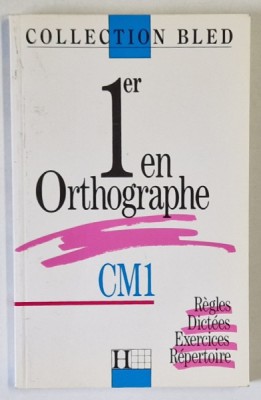 COLLECTION BLED
1er en
Orthographe
CM1
Règles
Dictées
Exercices
Répertoire
H